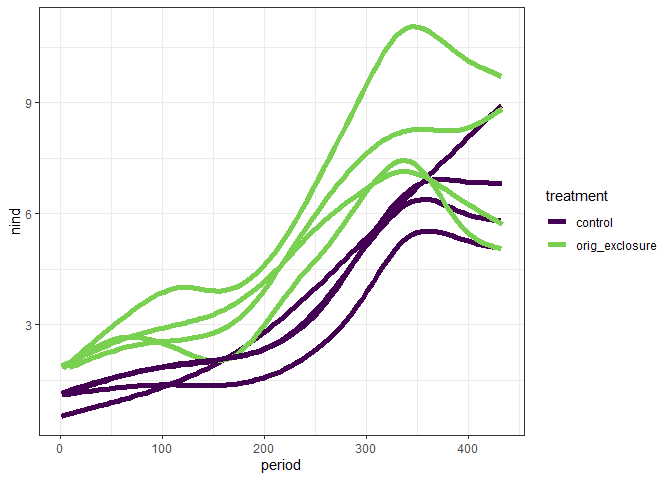 9
6
3
nind
0
100
200
300
400
period
treatment
control
orig_exclosure